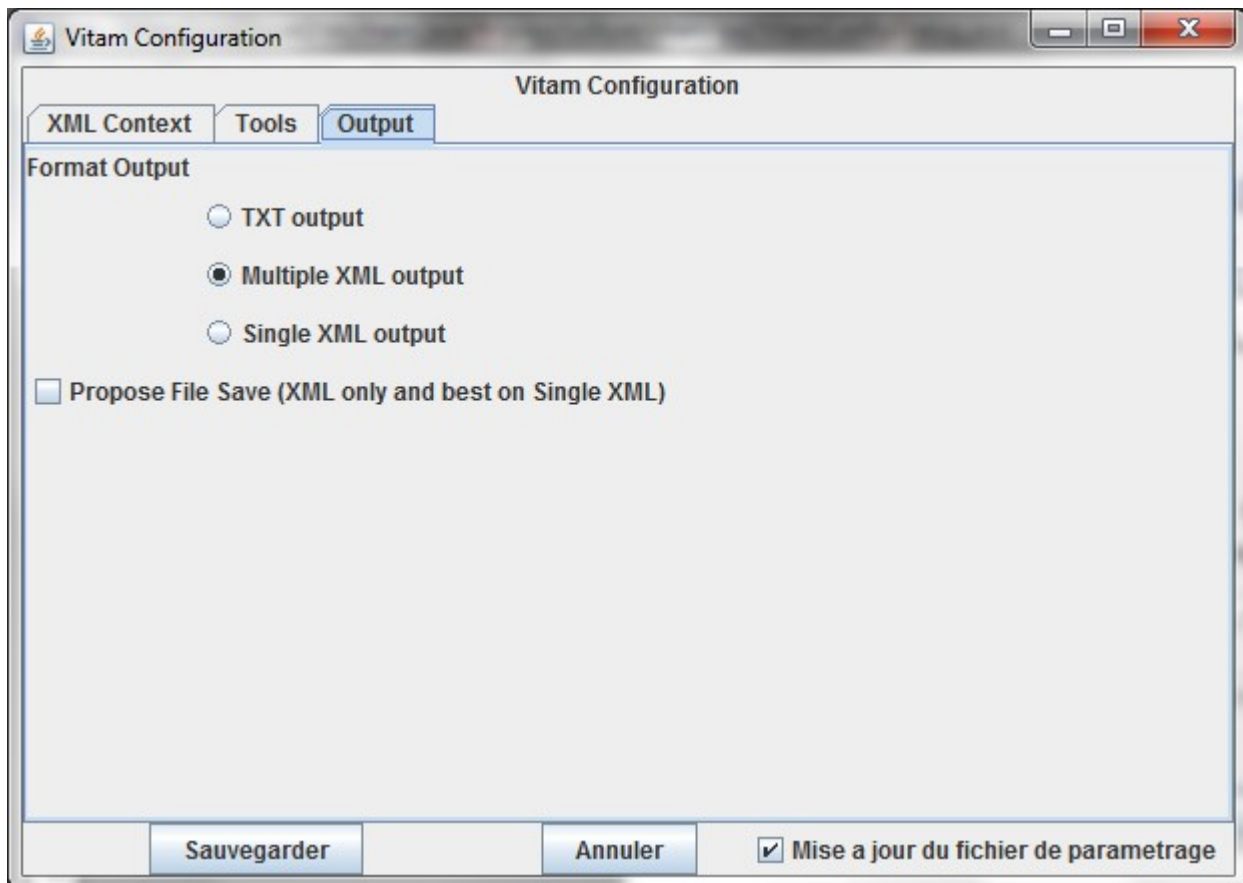 Vitam Configuration
Vitam Configuration
XML Context Tools Output
Format Output
TXT output
Multiple XML output
Single XML output
Propose File Save (XML only and best on Single XML)
Sauvegarder Annuler Mise a jour du fichier de parametrage